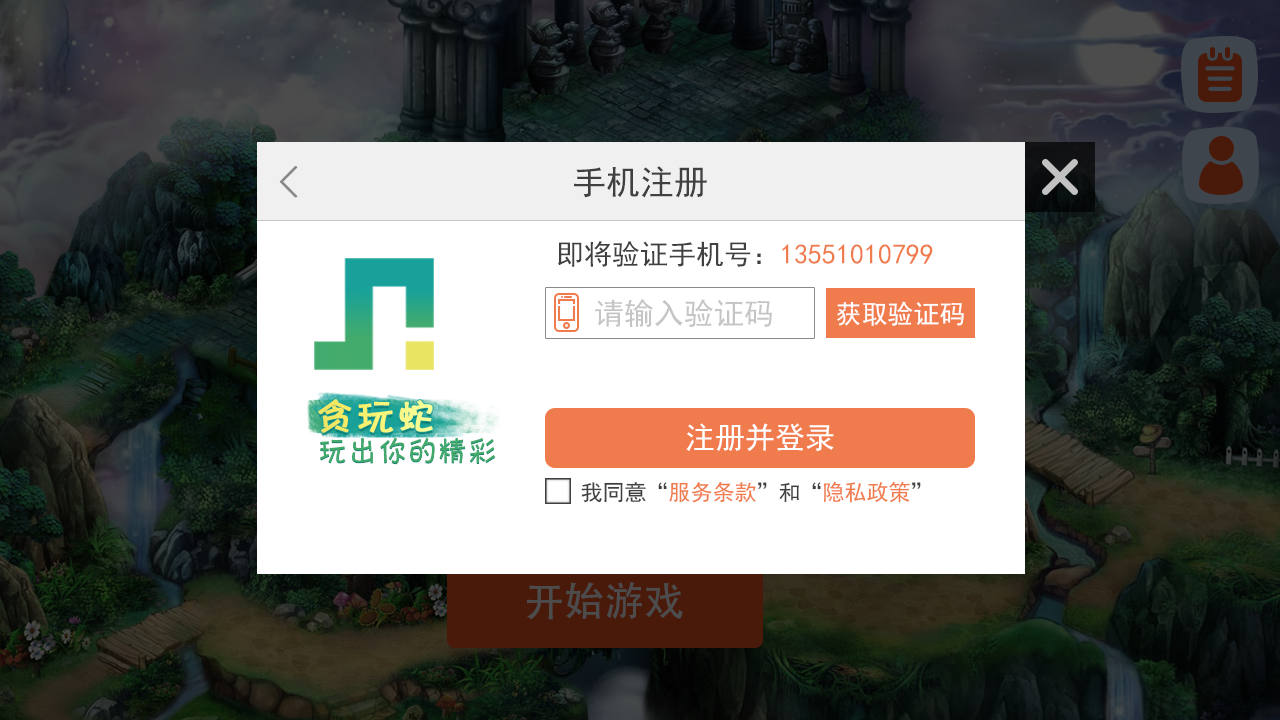 手机注册
即将验证手机号：13551010799
请输入验证码
获取验证码
贪玩蛇
玩出你的精彩
注册并登录
我同意“服务条款”和“隐私政策”
开始游戏